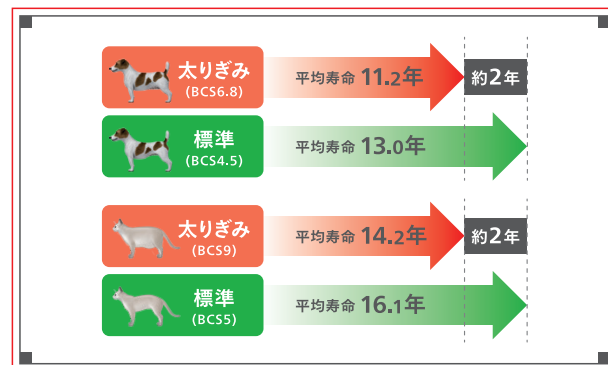 太りぎみ
(BCS6.8)
平均寿命 11.2年
約2年
標準
(BCS4.5)
平均寿命 13.0年
太りぎみ
(BCS9)
平均寿命 14.2年
約2年
標準
(BCS5)
平均寿命 16.1年